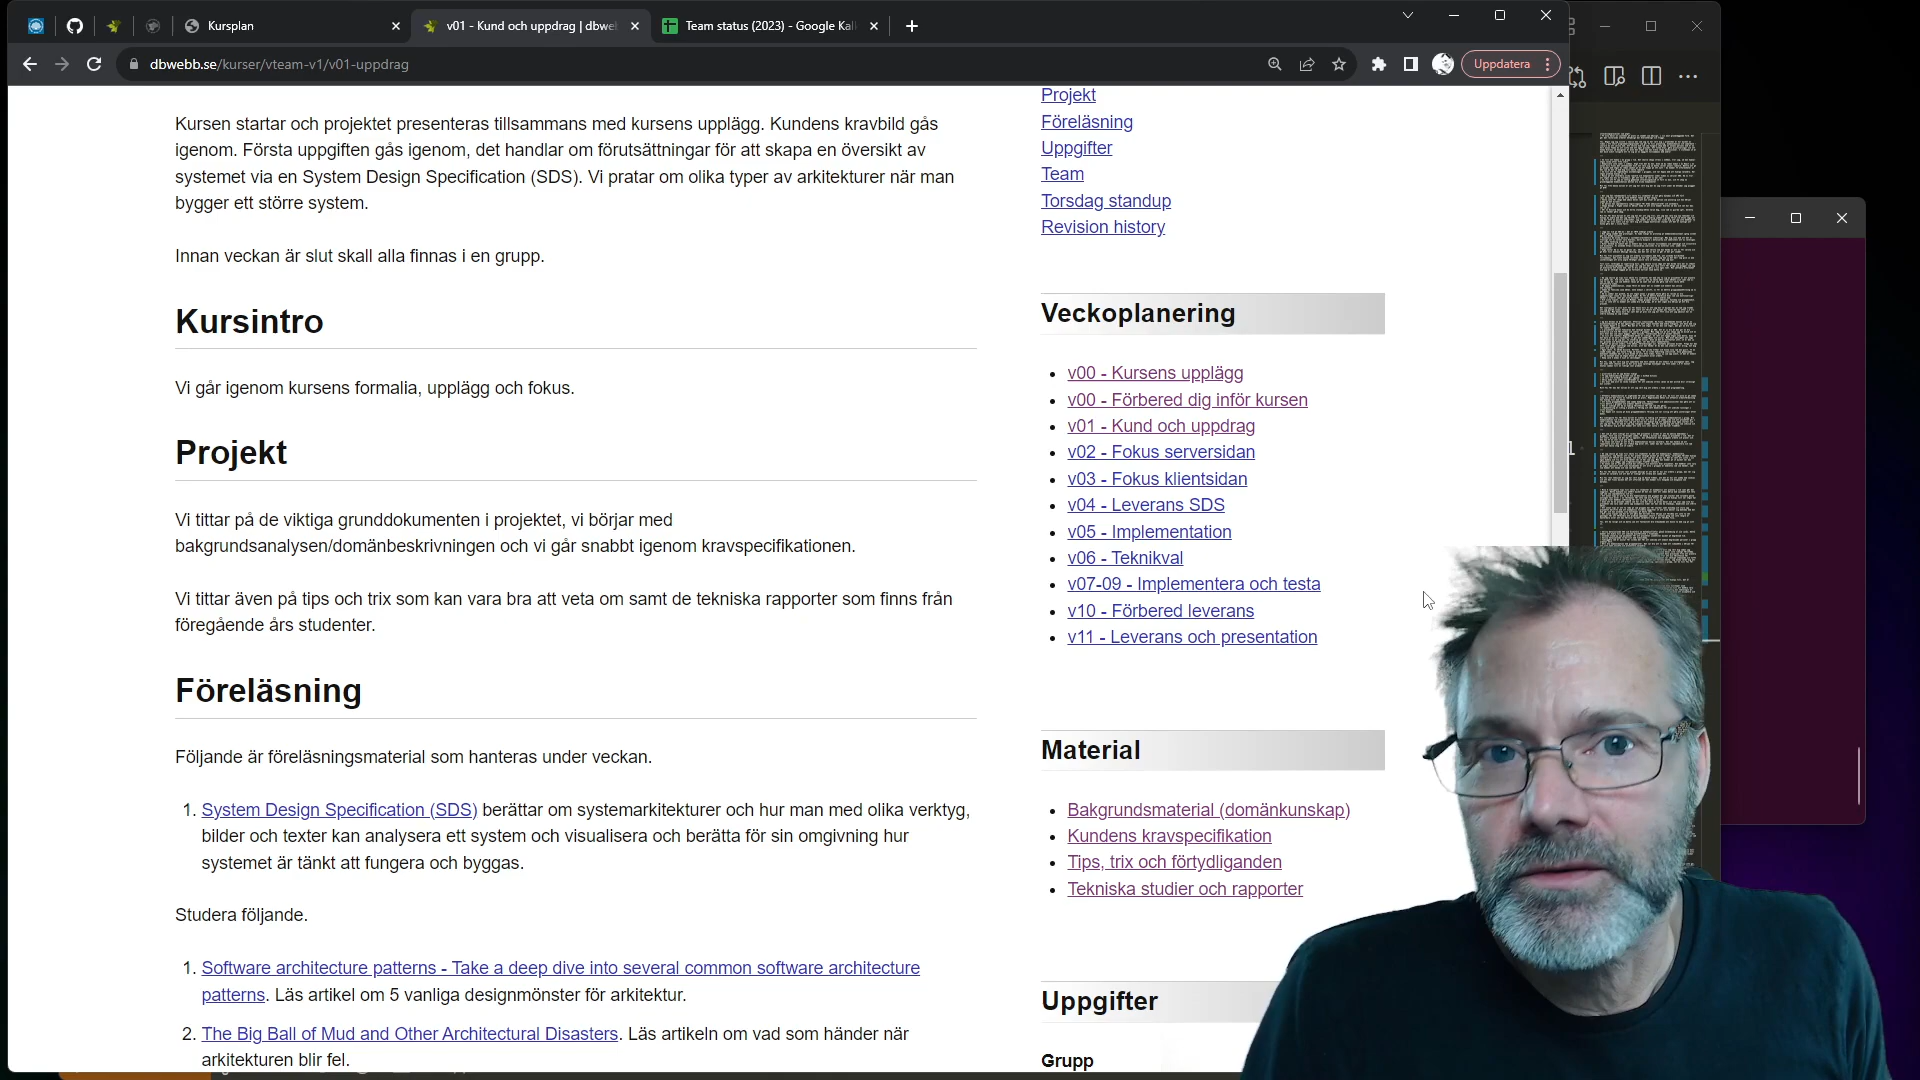 Kursplan
v01 - Kund och uppdrag | dbwe
Team status (2023) - Google Kal
dbwebb.se/kurser/vteam-v1/v01-uppdrag
Uppdatera
Kursen startar och projektet presenteras tillsammans med kursens upplägg. Kundens kravbild gås
igenom. Första uppgiften gås igenom, det handlar om förutsättningar för att skapa en översikt av
systemet via en System Design Specification (SDS). Vi pratar om olika typer av arkitekturer när man
bygger ett större system.
Innan veckan är slut skall alla finnas i en grupp.
Kursintro
Vi går igenom kursens formalia, upplägg och fokus.
Projekt
Vi tittar på de viktiga grunddokumenten i projektet, vi börjar med
bakgrundsanalysen/domänbeskrivningen och vi går snabbt igenom kravspecifikationen.
Vi tittar även på tips och trix som kan vara bra att veta om samt de tekniska rapporter som finns från
föregående års studenter.
Föreläsning
Följande är föreläsningsmaterial som hanteras under veckan.
1. System Design Specification (SDS) berättar om systemarkitekturer och hur man med olika verktyg,
bilder och texter kan analysera ett system och visualisera och berätta för sin omgivning hur
systemet är tänkt att fungera och byggas.
Studera följande.
1. Software architecture patterns - Take a deep dive into several common software architecture
patterns. Läs artikel om 5 vanliga designmönster för arkitektur.
2. The Big Ball of Mud and Other Architectural Disasters. Läs artikeln om vad som händer när
arkitekturen blir fel.
Projekt
Föreläsning
Uppgifter
Team
Torsdag standup
Revision history
Veckoplanering
v00 - Kursens upplägg
v00 - Förbered dig inför kursen
v01 - Kund och uppdrag
v02 - Fokus serversidan
v03 - Fokus klientsidan
v04 - Leverans SDS
v05 - Implementation
v06 - Teknikval
v07-09 - Implementera och testa
v10 - Förbered leverans
v11 - Leverans och presentation
Material
Bakgrundsmaterial (domänkunskap)
Kundens kravspecifikation
Tips, trix och förtydliganden
Tekniska studier och rapporter
Uppgifter
Grupp